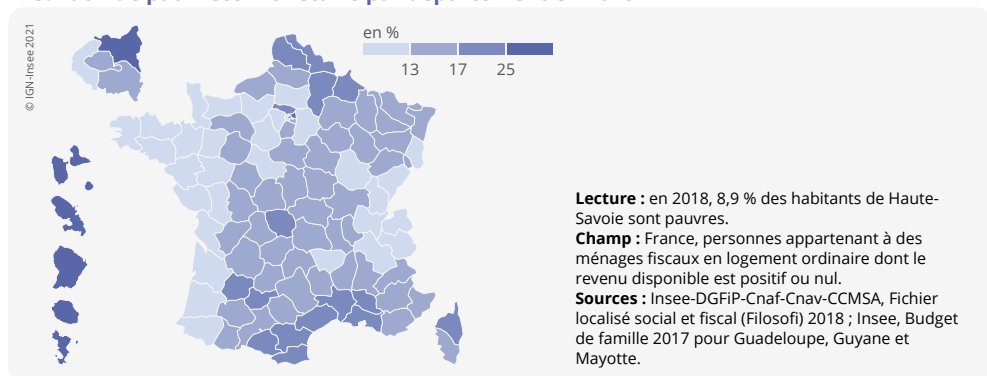 © IGN-Insee 2021
en %
13 17 25
Lecture : en 2018, 8,9 % des habitants de Haute-
Savoie sont pauvres.
Champ : France, personnes appartenant à des
ménages fiscaux en logement ordinaire dont le
revenu disponible est positif ou nul.
Sources : Insee-DGFiP-Cnaf-Cnav-CCMSA, Fichier
localisé social et fiscal (Filosofi) 2018 ; Insee, Budget
de famille 2017 pour Guadeloupe, Guyane et
Mayotte.